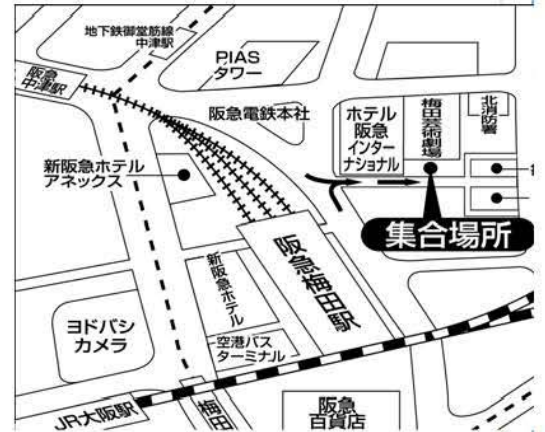 地下鉄御堂筋線
中津駅
PIAS
タワー
阪急
中津駅
阪急電鉄本社
ホテル
阪急
インター
ナショナル
梅田芸術劇場
北消防署
新阪急ホテル
アネックス
集合場所
阪急梅田駅
新阪急ホテル
ヨドバシ
カメラ
空港バス
ターミナル
JR大阪駅
梅田
阪急
百貨店